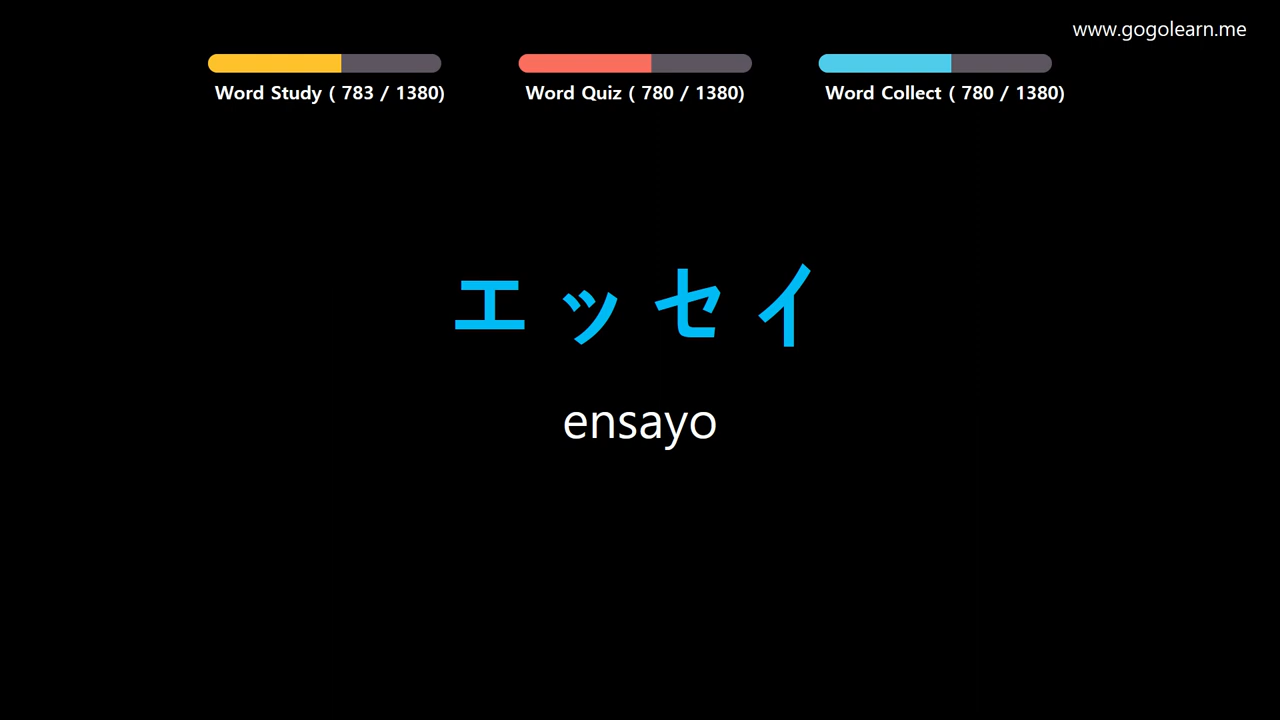 www.gogolearn.me
Word Study ( 783 / 1380)
Word Quiz ( 780 / 1380)
Word Collect ( 780 / 1380)
エッセイ
ensayo